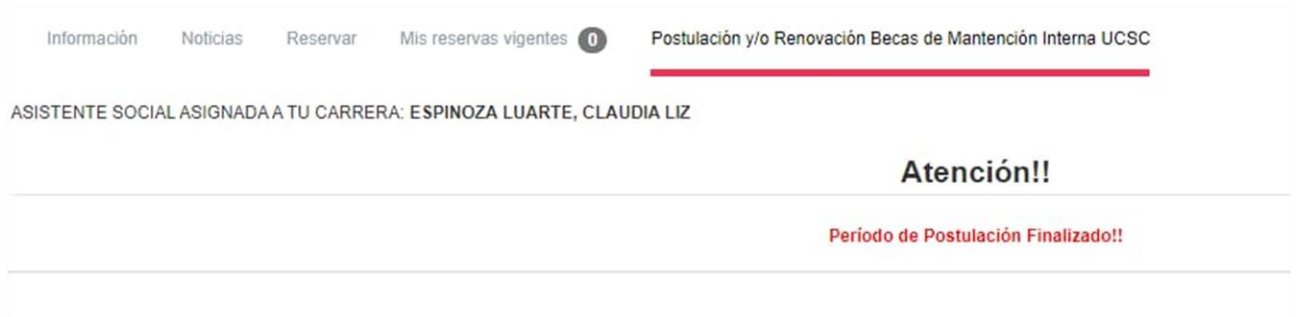 Información Noticias Reservar Mis reservas vigentes 0 Postulación y/o Renovación Becas de Mantención Interna UCSC
ASISTENTE SOCIAL ASIGNADA A TU CARRERA: ESPINOZA LUARTE, CLAUDIA LIZ
Atención!!
Período de Postulación Finalizado!!